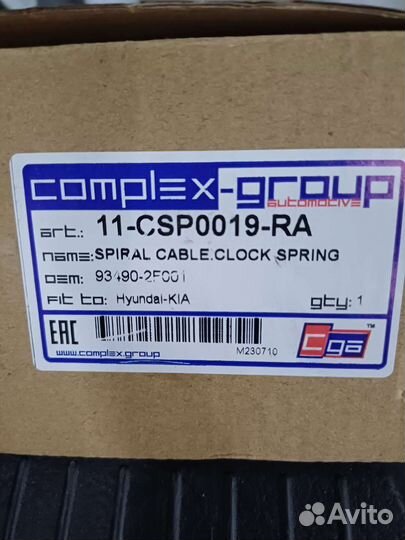 complex-group
automotive
art.: 11-CSP0019-RA
name: SPIRAL CABLE.CLOCK SPRING
oem: 93490-2F001
Fit to: Hyundai-KIA qty: 1
EAC
M230710
cga TM
www.complex.group
Avito